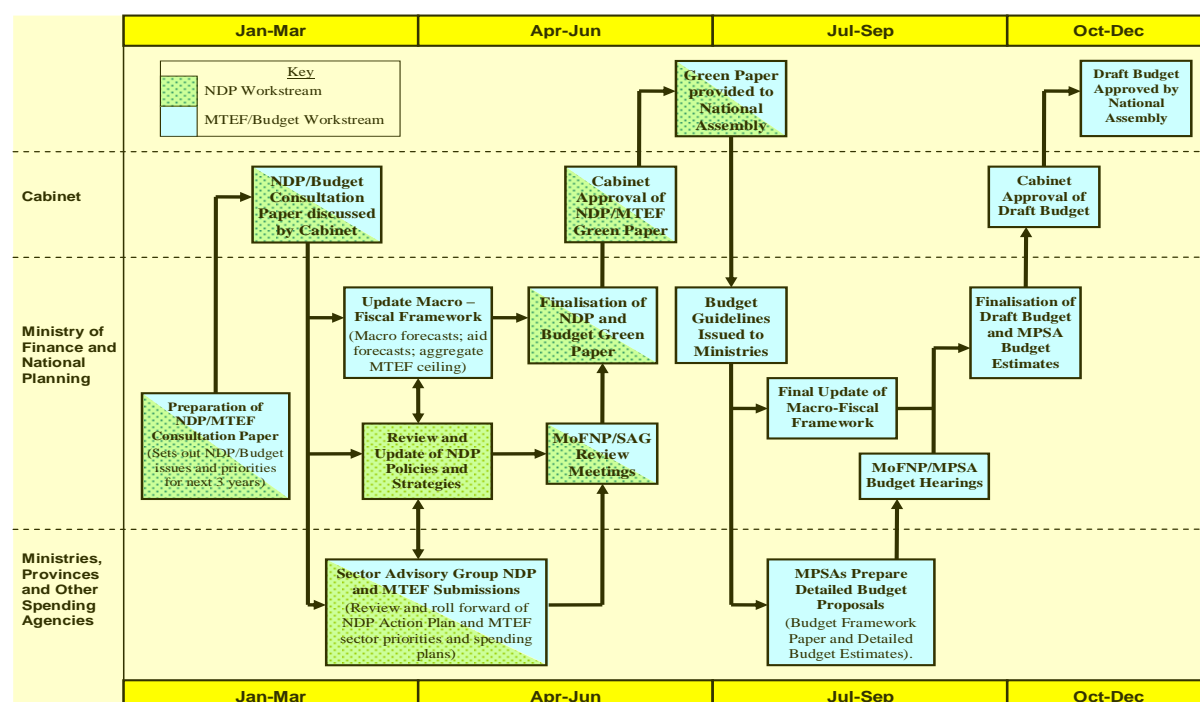 Jan-Mar
Apr-Jun
Jul-Sep
Oct-Dec
Key
NDP Workstream
MTEF/Budget Workstream
Green Paper
provided to
National
Assembly
Draft Budget
Approved by
National
Assembly
Cabinet
NDP/Budget
Consultation
Paper discussed
by Cabinet
Cabinet
Approval of
NDP/MTEF
Green Paper
Cabinet
Approval of
Draft Budget
Ministry of
Finance and
National
Planning
Update Macro –
Fiscal Framework
(Macro forecasts; aid
forecasts; aggregate
MTEF ceiling)
Finalisation of
NDP and
Budget Green
Paper
Budget
Guidelines
Issued to
Ministries
Finalisation of
Draft Budget
and MPSA
Budget
Estimates
Preparation of
NDP/MTEF
Consultation Paper
(Sets out NDP/Budget
issues and priorities
for next 3 years)
Review and
Update of NDP
Policies and
Strategies
MoFNP/SAG
Review
Meetings
Final Update of
Macro-Fiscal
Framework
MoFNP/MPSA
Budget Hearings
Ministries,
Provinces
and Other
Spending
Agencies
Sector Advisory Group NDP
and MTEF Submissions
(Review and roll forward of
NDP Action Plan and MTEF
sector priorities and spending
plans)
MPSAs Prepare
Detailed Budget
Proposals
(Budget Framework
Paper and Detailed
Budget Estimates).
Jan-Mar
Apr-Jun
Jul-Sep
Oct-Dec